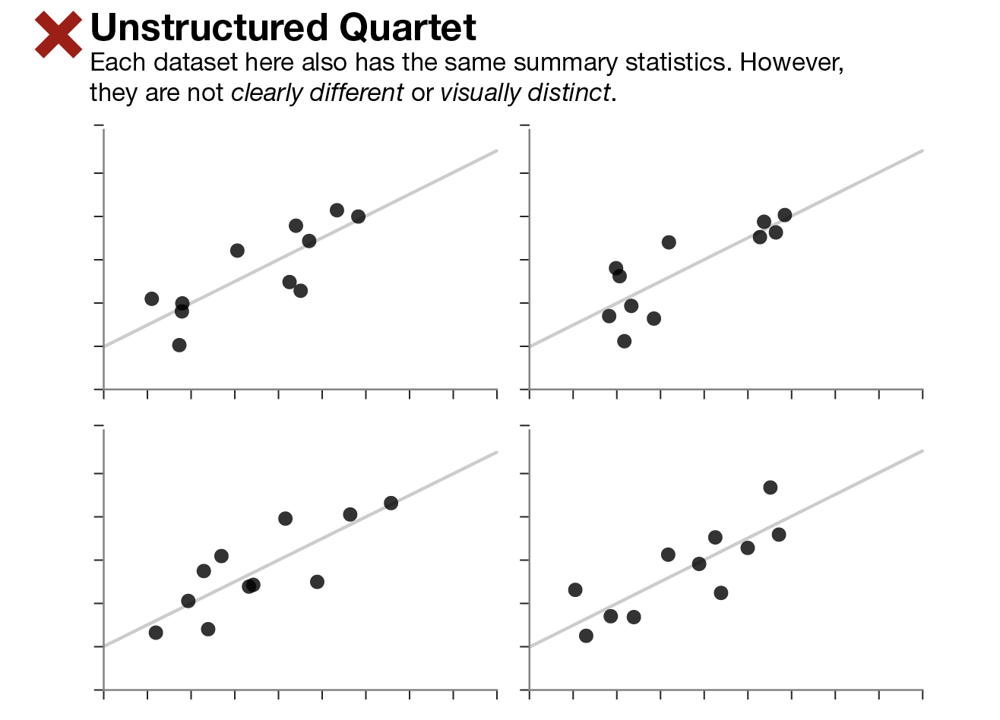 Unstructured Quartet
Each dataset here also has the same summary statistics. However,
they are not clearly different or visually distinct.